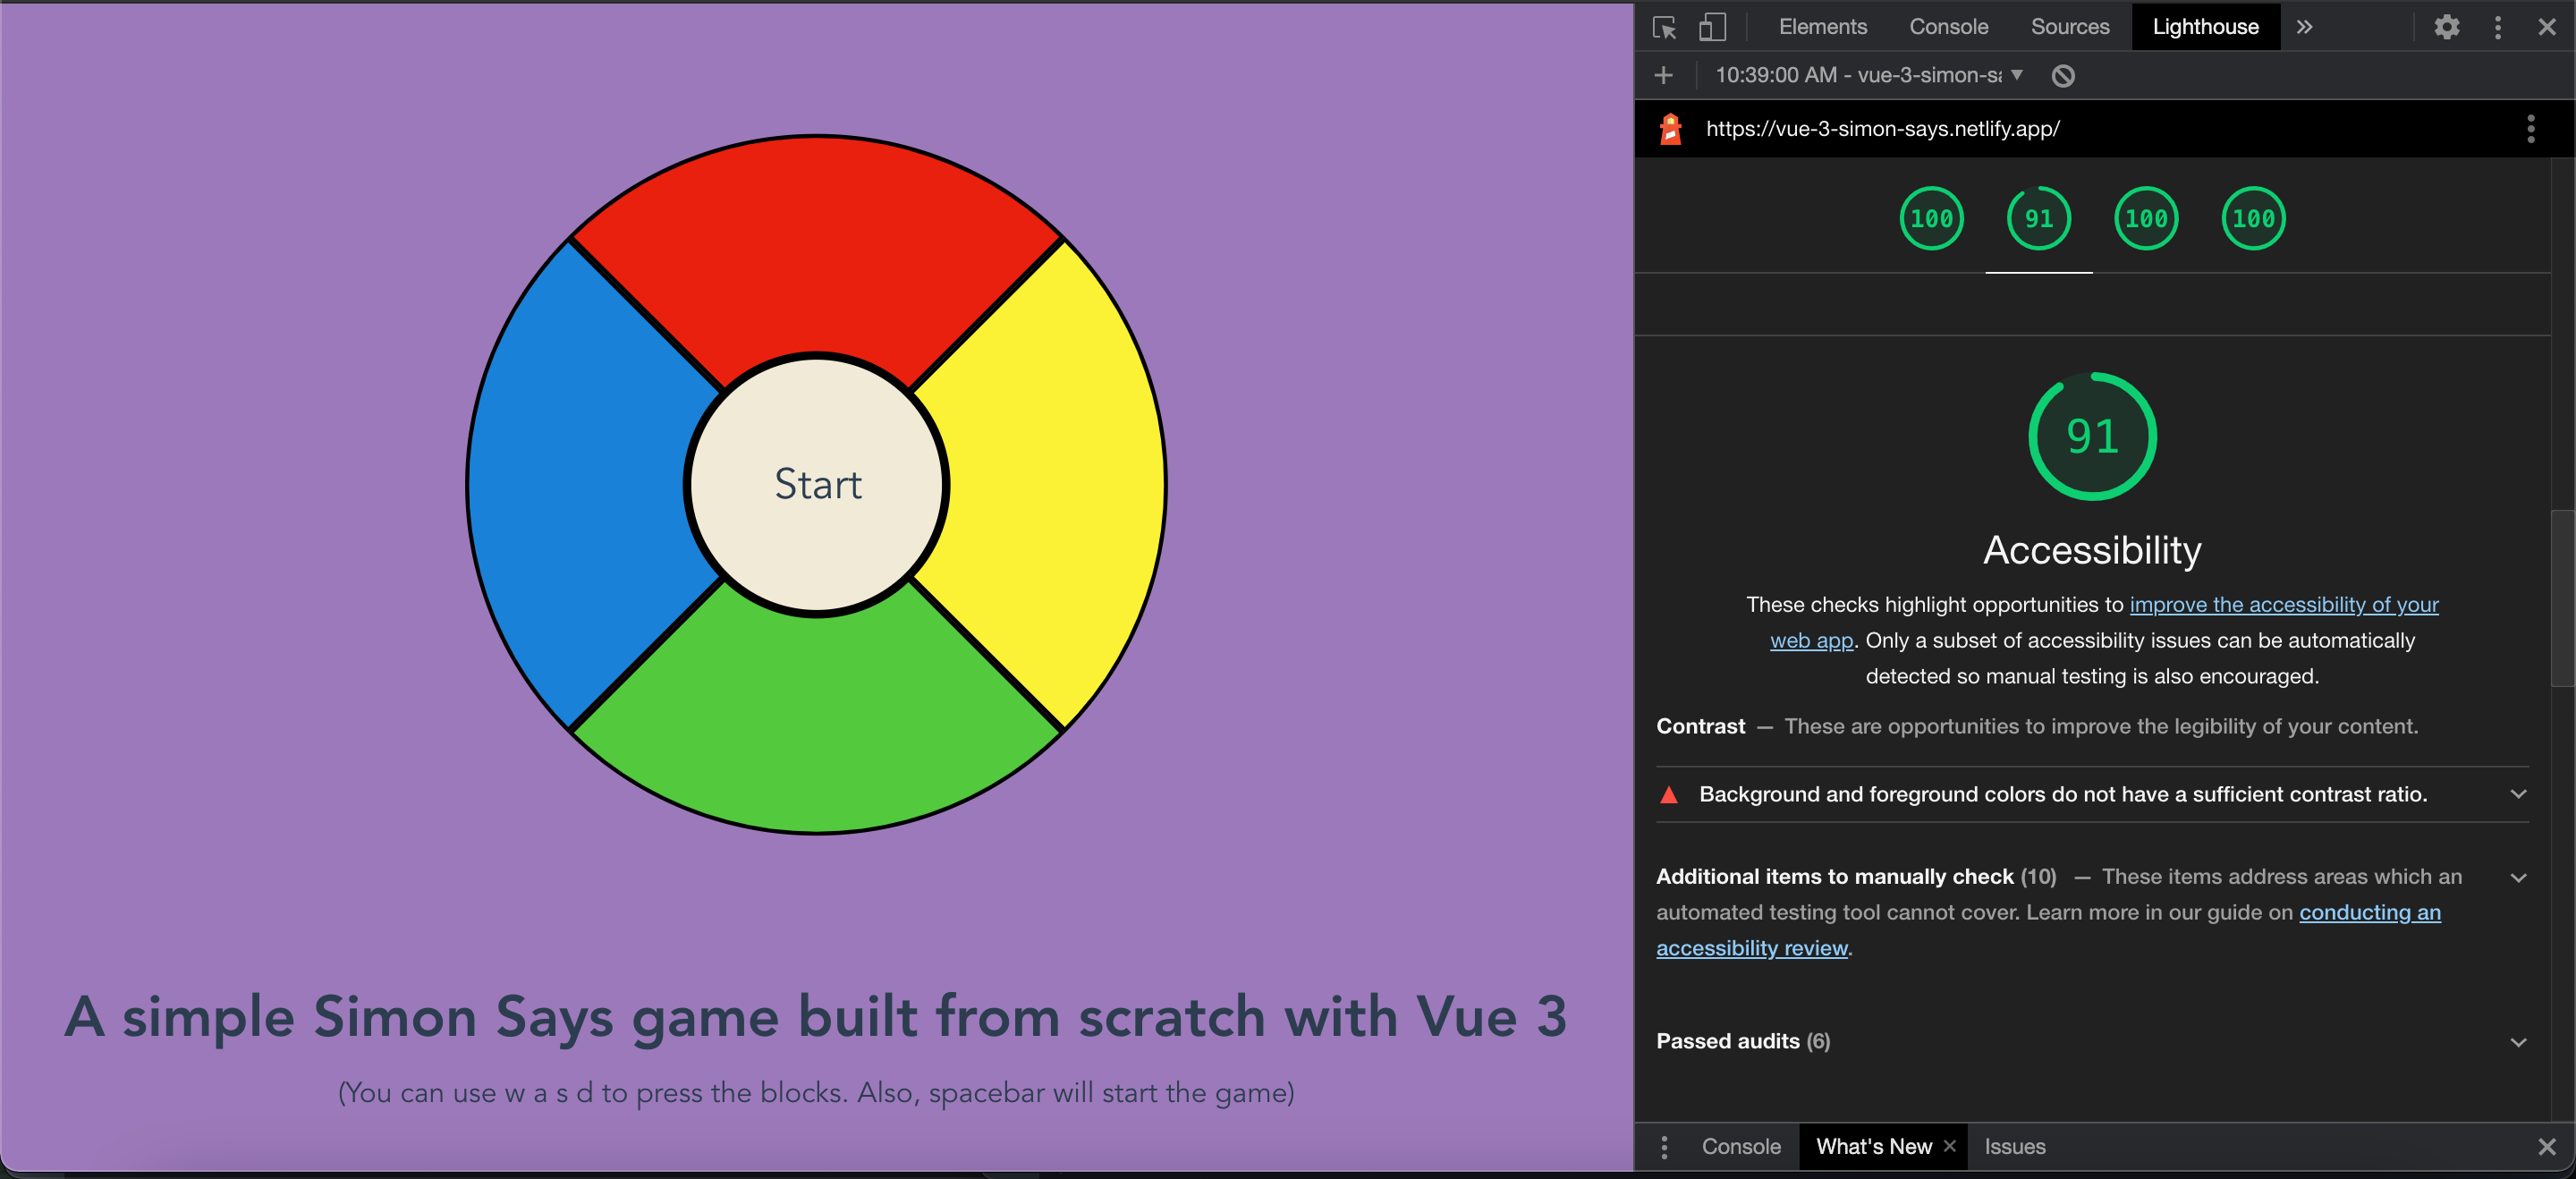 Start
A simple Simon Says game built from scratch with Vue 3
(You can use w a s d to press the blocks. Also, spacebar will start the game)
Elements Console Sources Lighthouse
10:39:00 AM - vue-3-simon-sa
https://vue-3-simon-says.netlify.app/
100 91 100 100
91
Accessibility
These checks highlight opportunities to improve the accessibility of your
web app. Only a subset of accessibility issues can be automatically
detected so manual testing is also encouraged.
Contrast — These are opportunities to improve the legibility of your content.
Background and foreground colors do not have a sufficient contrast ratio.
Additional items to manually check (10) — These items address areas which an
automated testing tool cannot cover. Learn more in our guide on conducting an
accessibility review.
Passed audits (6)
Console What's New Issues